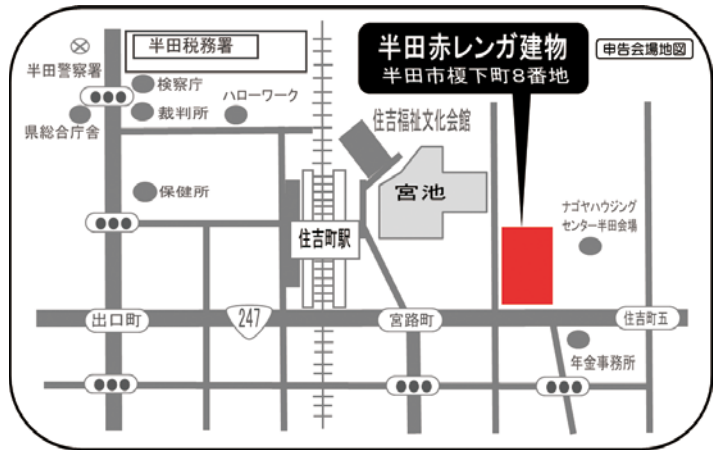 半田税務署
半田赤レンガ建物
半田市榎下町8番地
申告会場地図
半田警察署
検察庁
ハローワーク
裁判所
県総合庁舎
住吉福祉文化会館
保健所
宮池
ナゴヤハウジング
センター半田会場
住吉町駅
出口町
247
宮路町
住吉町五
年金事務所